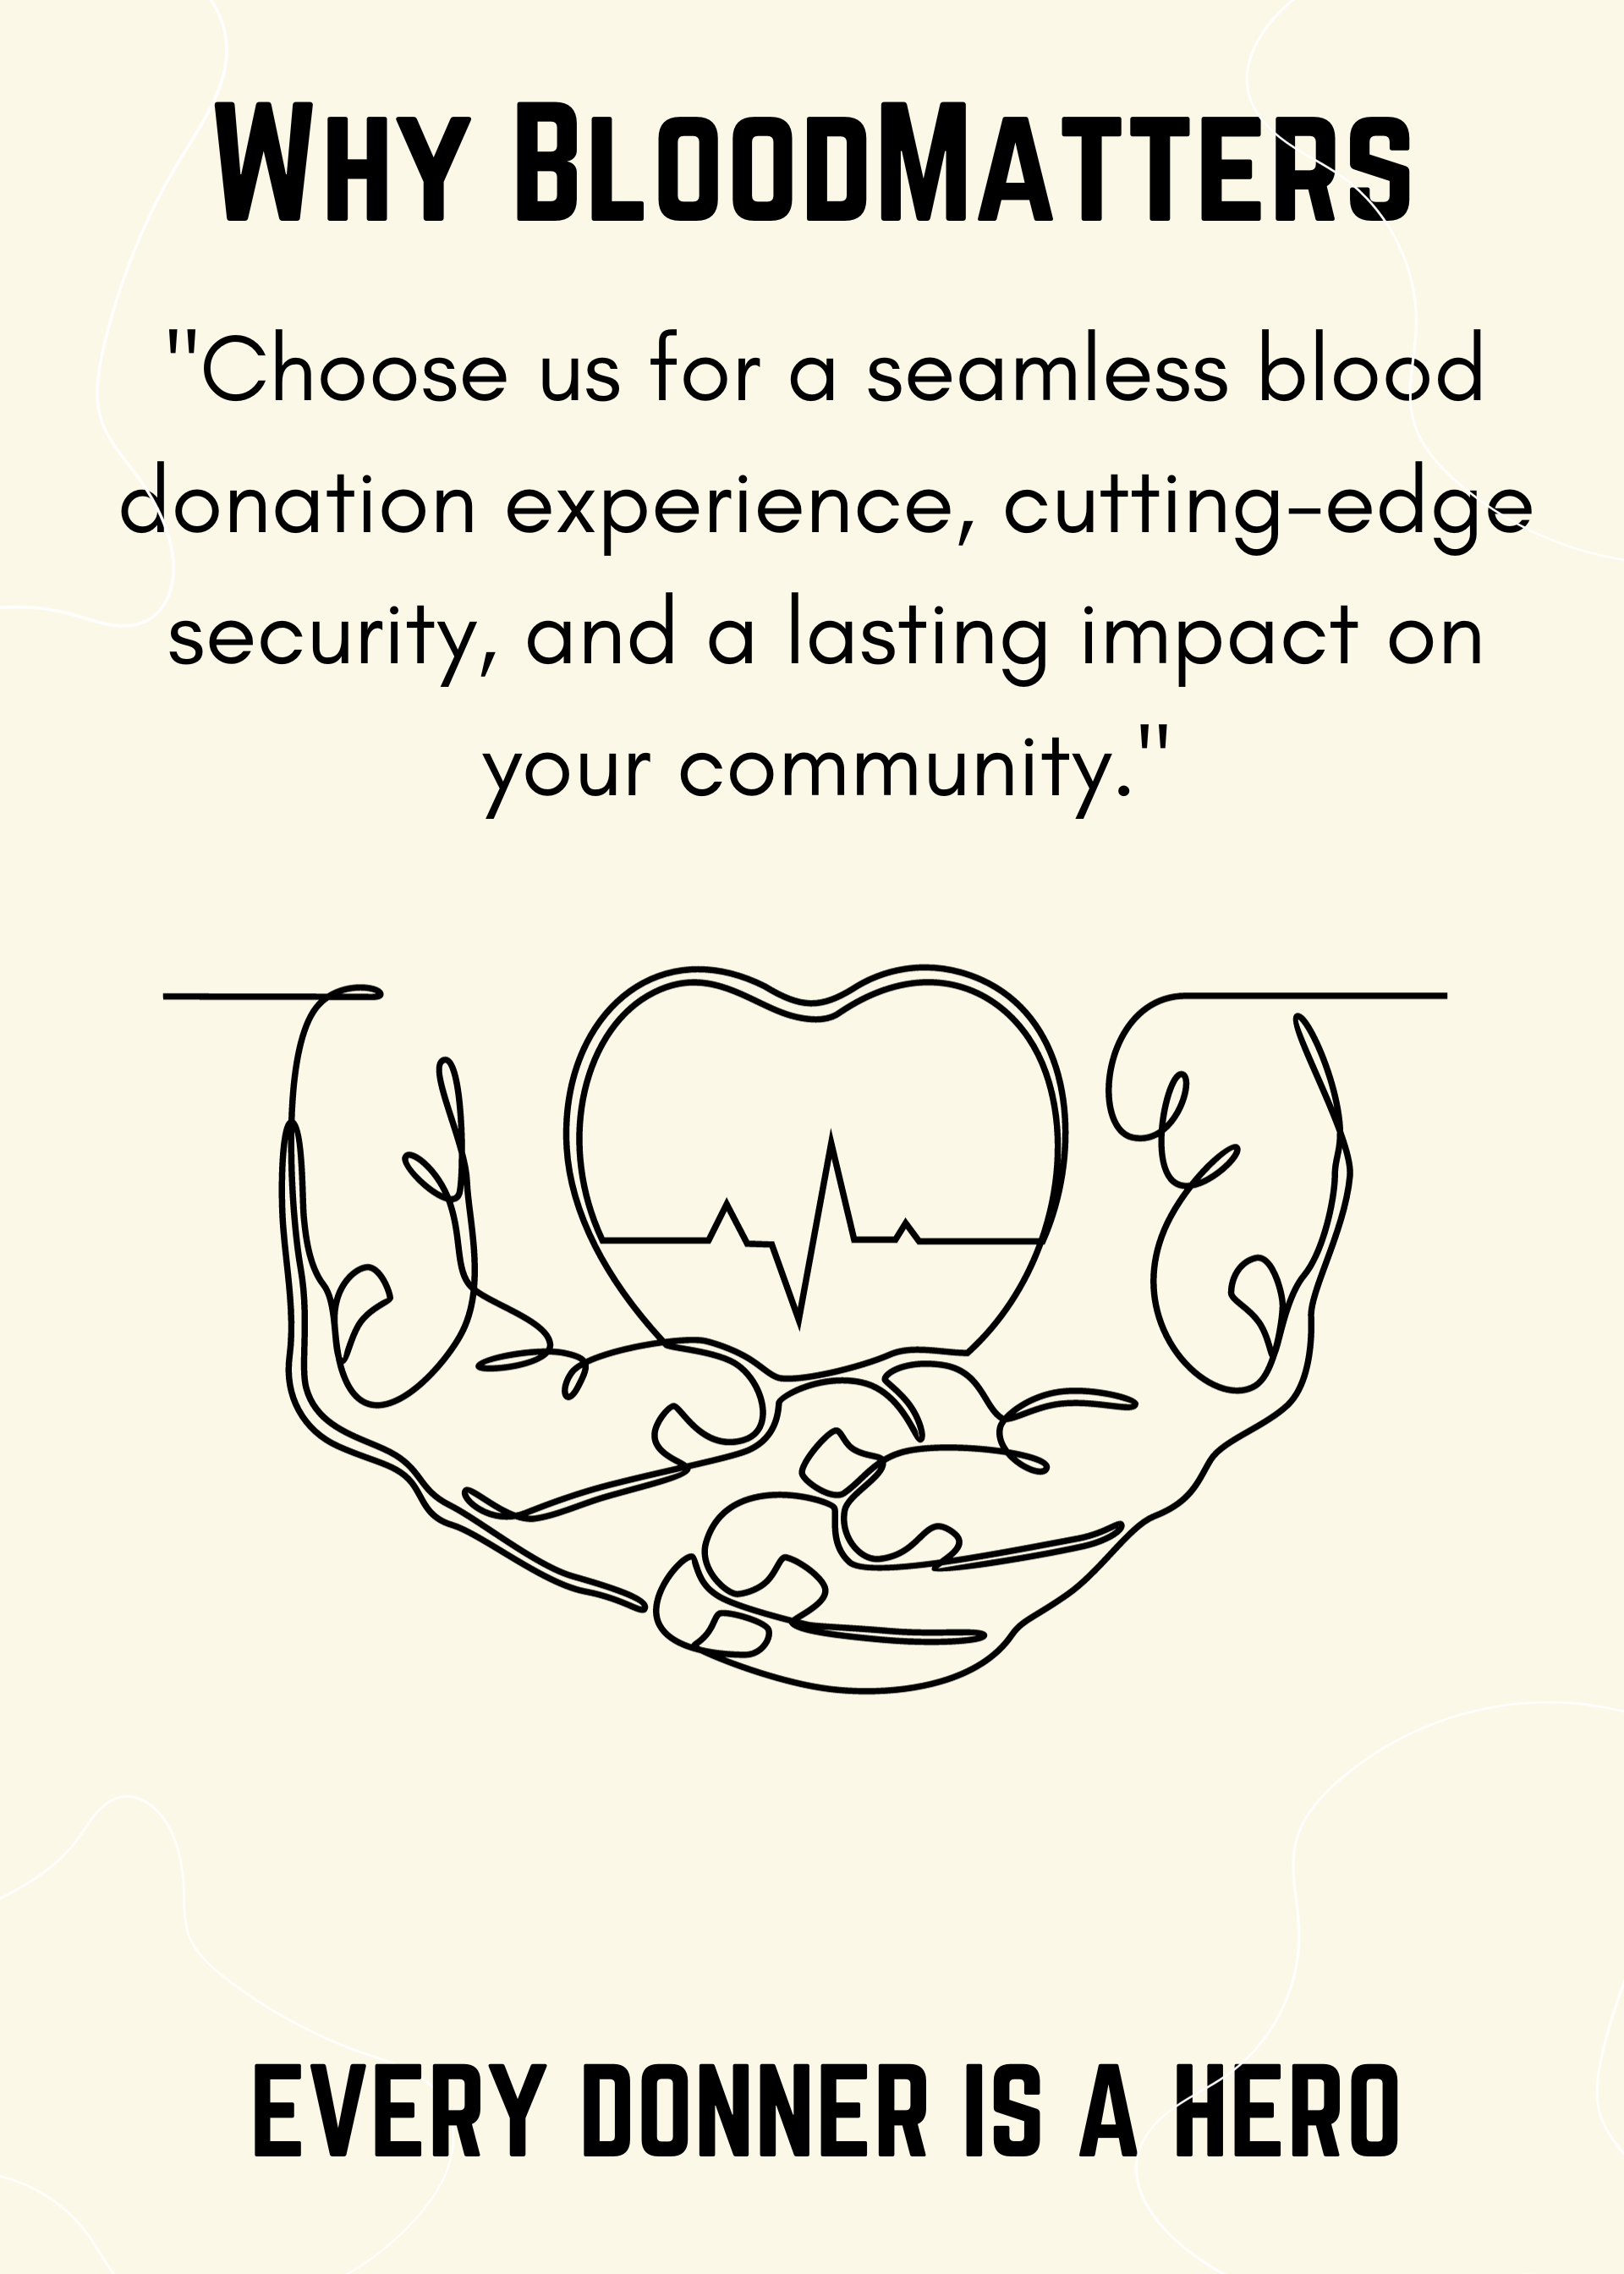 Why BloodMatters
"Choose us for a seamless blood
donation experience, cutting-edge
security, and a lasting impact on
your community."
EVERY DONNER IS A HERO